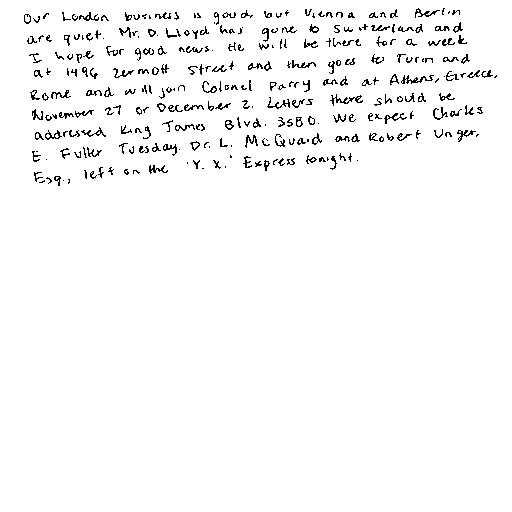 Our London business is good, but Vienna and Berlin
are quiet. Mr. D. Lloyd has gone to Switzerland and
I hope for good news. He will be there for a week
at 1496 Zermott Street and then goes to Turin and
Rome and will join Colonel Parry and at Athens, Greece,
November 27 or December 2. Letters there should be
addressed King James Blvd. 3580. We expect Charles
E. Fuller Tuesday. Dr. L. McQuaid and Robert Unger,
Esq., left on the "Y. X." Express tonight.